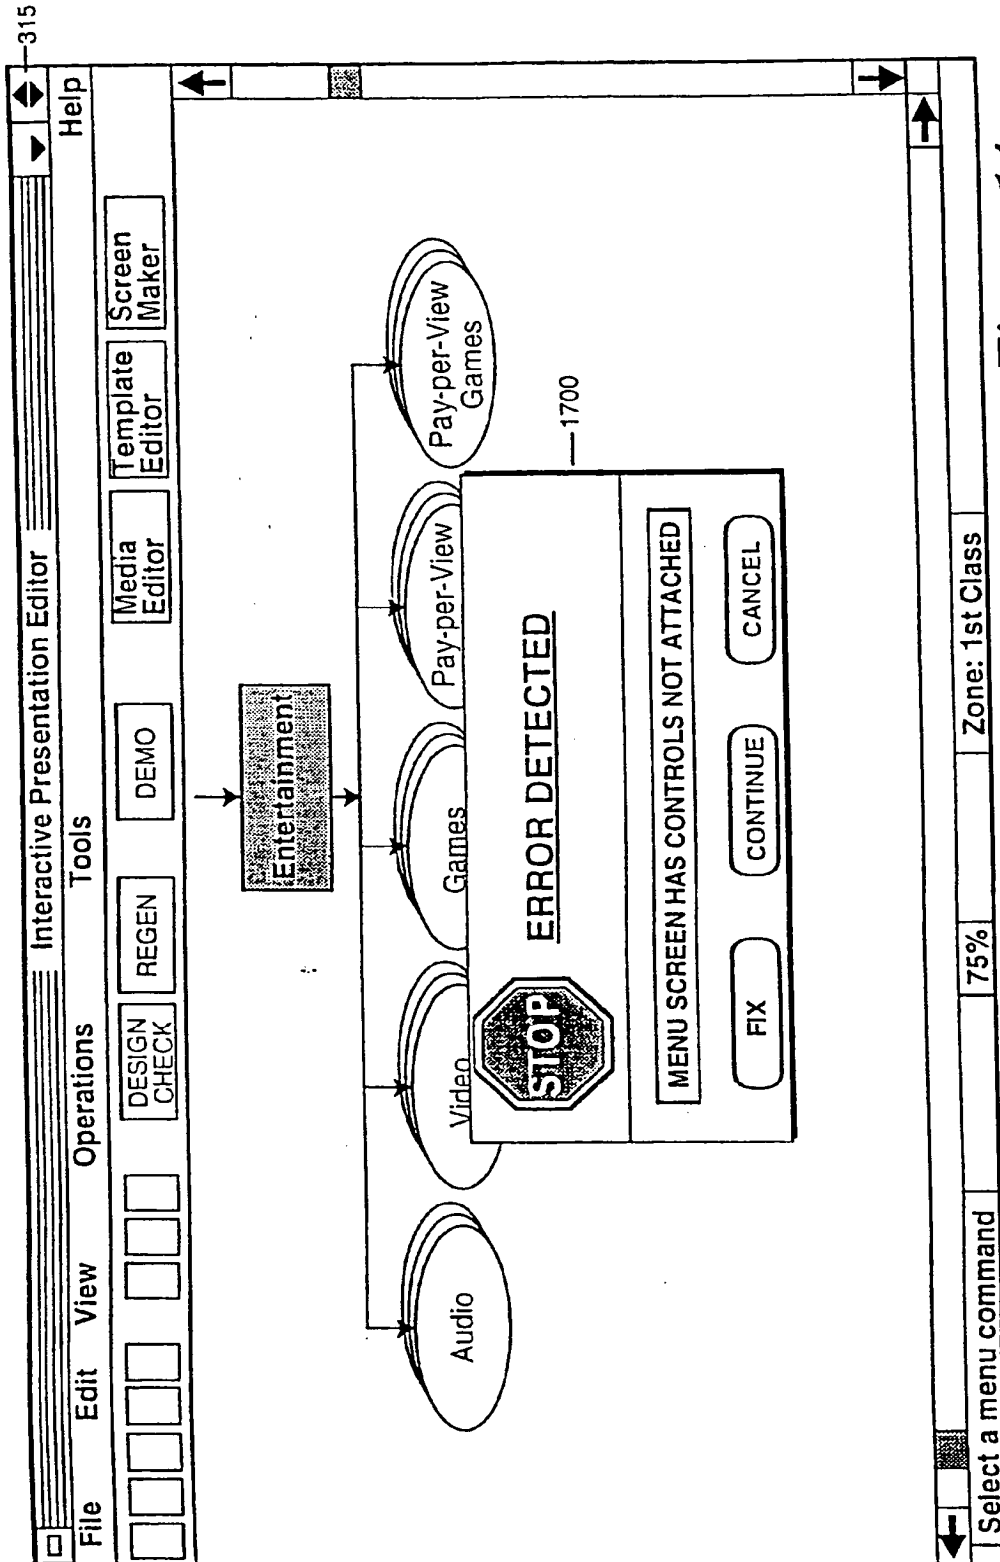 315
Interactive Presentation Editor
File Edit View Operations Tools Help
DESIGN
CHECK
REGEN
DEMO
Media
Editor
Template
Editor
Screen
Maker
Entertainment
Audio
Video
Games
Pay-per-View
Pay-per-View
Games
1700
STOP
ERROR DETECTED
MENU SCREEN HAS CONTROLS NOT ATTACHED
FIX
CONTINUE
CANCEL
Select a menu command
75%
Zone: 1st Class